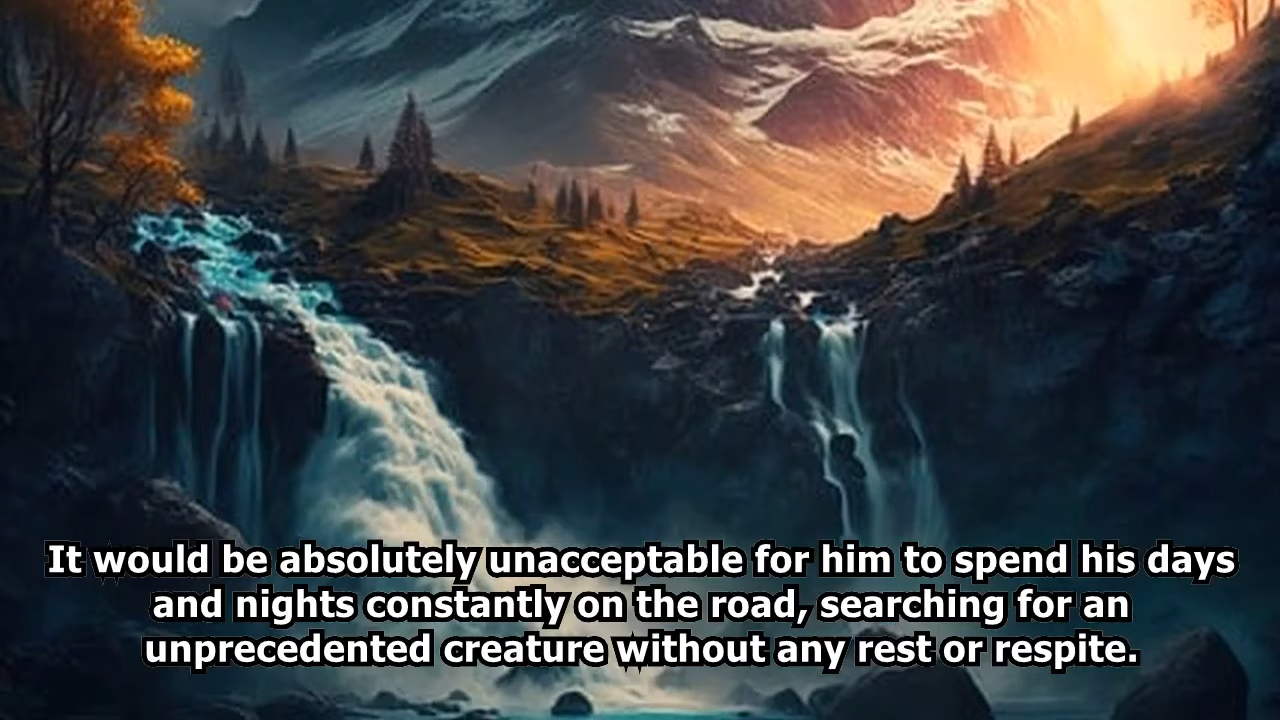 It would be absolutely unacceptable for him to spend his days
and nights constantly on the road, searching for an
unprecedented creature without any rest or respite.